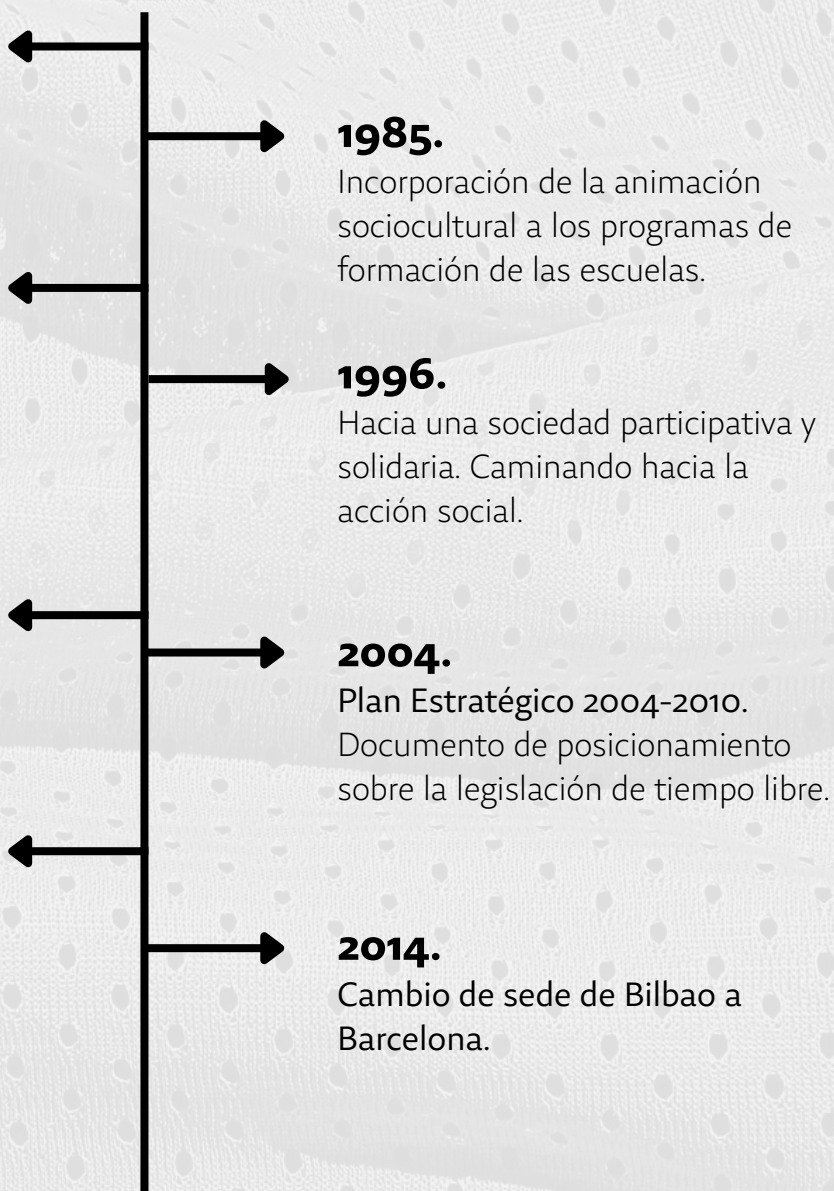 1985.
Incorporación de la animación
sociocultural a los programas de
formación de las escuelas.
1996.
Hacia una sociedad participativa y
solidaria. Caminando hacia la
acción social.
2004.
Plan Estratégico 2004-2010.
Documento de posicionamiento
sobre la legislación de tiempo libre.
2014.
Cambio de sede de Bilbao a
Barcelona.